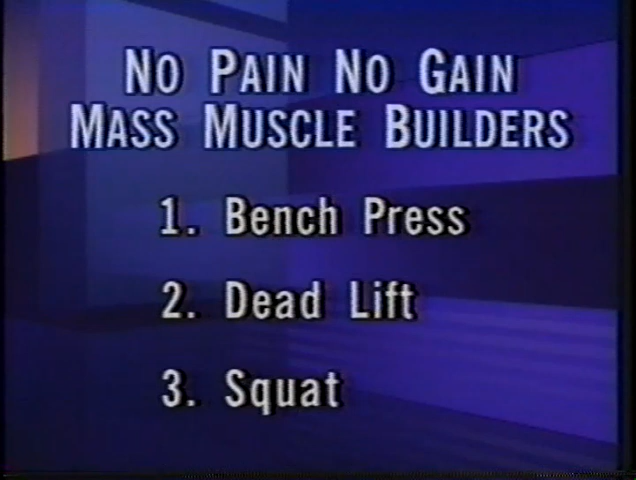 No Pain No Gain
Mass Muscle Builders
1. Bench Press
2. Dead Lift
3. Squat